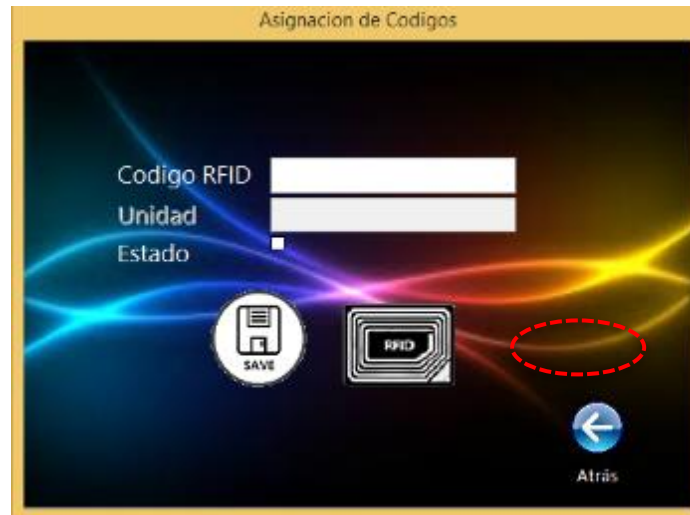 Asignacion de Codigos
Codigo RFID
Unidad
Estado
SAVE
RFID
Atrás